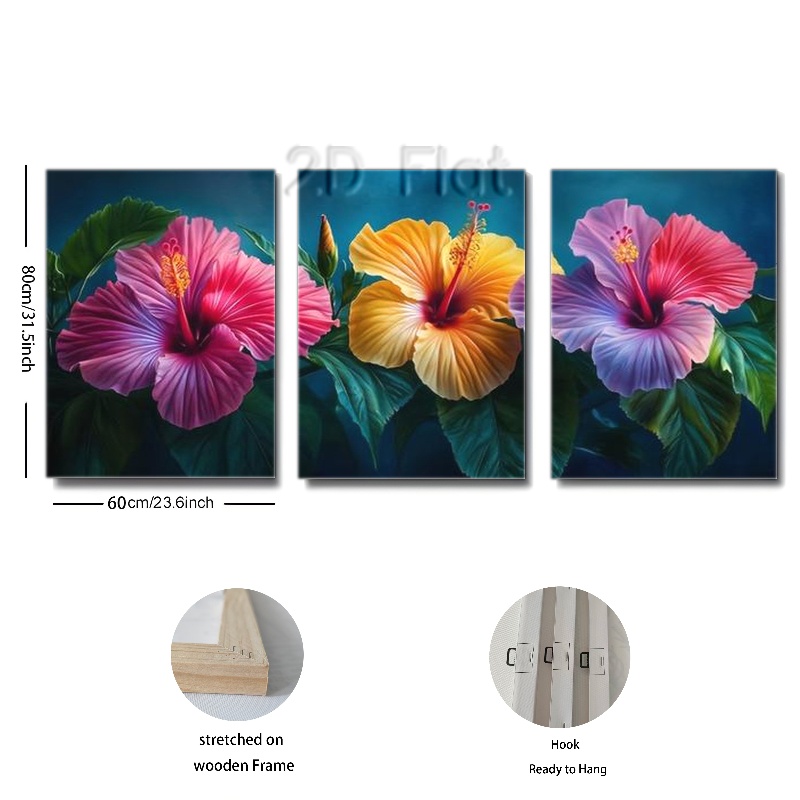 2D Flat
80cm/31.5inch
60cm/23.6inch
stretched on
wooden Frame
Hook
Ready to Hang